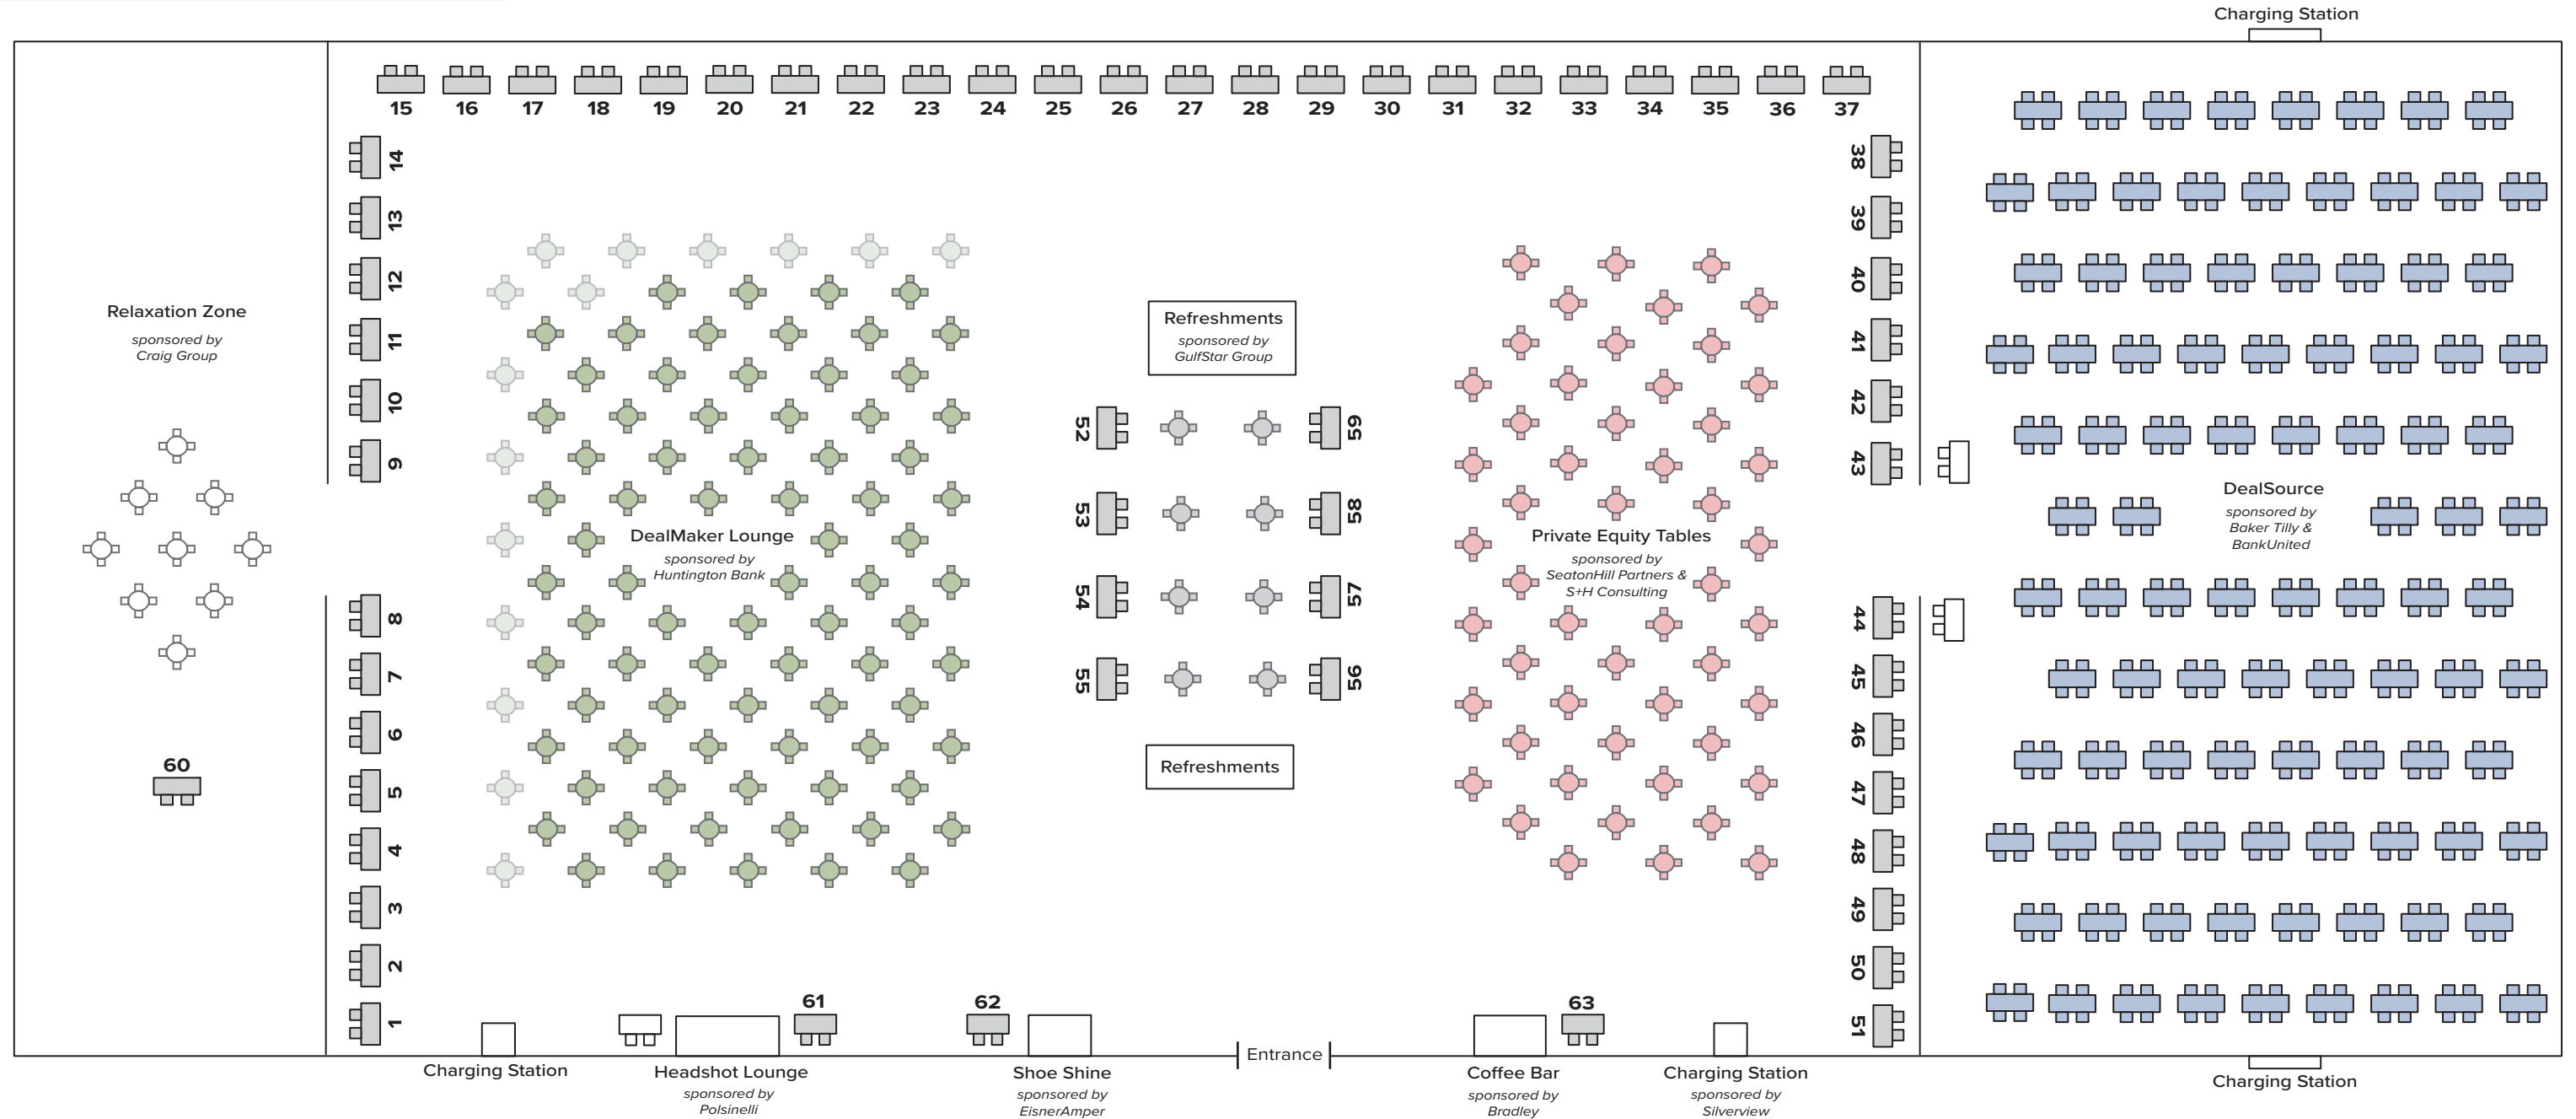 Charging Station
15 16 17 18 19 20 21 22 23 24 25 26 27 28 29 30 31 32 33 34 35 36 37
14
13
12
11
10
9
8
7
6
5
4
3
2
1
Relaxation Zone
sponsored by
Craig Group
60
DealMaker Lounge
sponsored by
Huntington Bank
Refreshments
sponsored by
GulfStar Group
52
53
54
55
59
58
57
56
Refreshments
Private Equity Tables
sponsored by
SeatonHill Partners &
S+H Consulting
38
39
40
41
42
43
44
45
46
47
48
49
50
51
DealSource
sponsored by
Baker Tilly &
BankUnited
61
62
63
Charging Station
Headshot Lounge
sponsored by
Polsinelli
Shoe Shine
sponsored by
EisnerAmper
Entrance
Coffee Bar
sponsored by
Bradley
Charging Station
sponsored by
Silverview
Charging Station